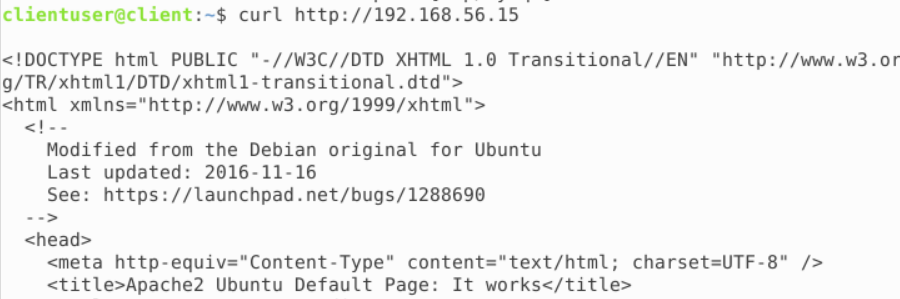 clientuser@client:~$ curl http://192.168.56.15
<!DOCTYPE html PUBLIC "-//W3C//DTD XHTML 1.0 Transitional//EN" "http://www.w3.or
g/TR/xhtml1/DTD/xhtml1-transitional.dtd">
<html xmlns="http://www.w3.org/1999/xhtml">
  <!--
    Modified from the Debian original for Ubuntu
    Last updated: 2016-11-16
    See: https://launchpad.net/bugs/1288690
  -->
  <head>
    <meta http-equiv="Content-Type" content="text/html; charset=UTF-8" />
    <title>Apache2 Ubuntu Default Page: It works</title>